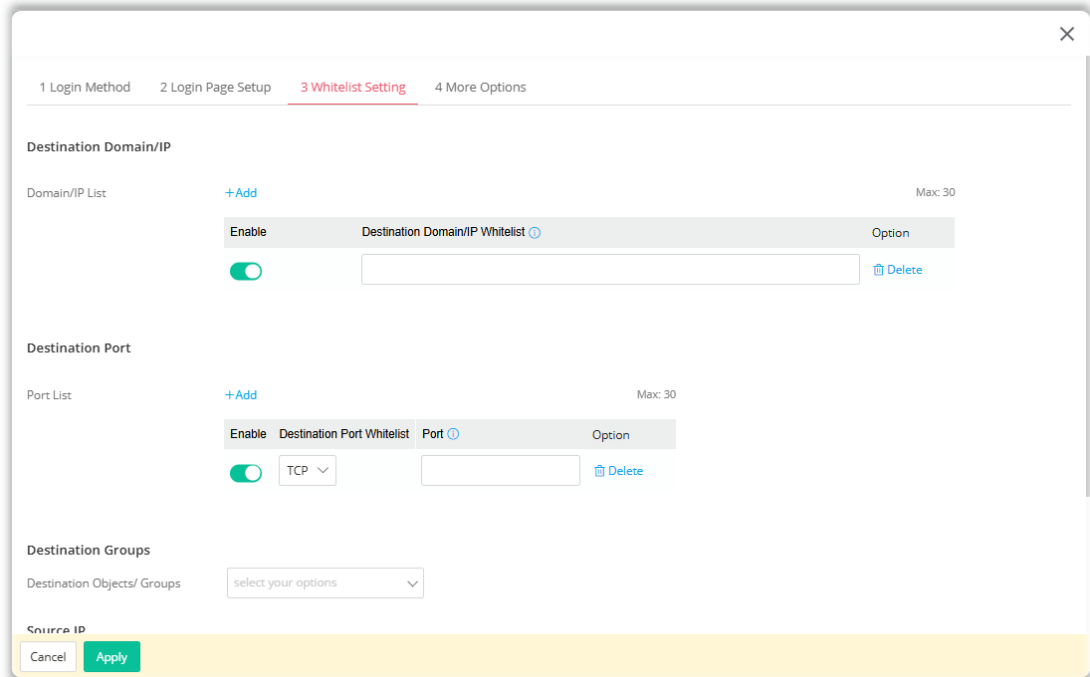 1 Login Method 2 Login Page Setup 3 Whitelist Setting 4 More Options
Destination Domain/IP
Domain/IP List +Add Max: 30
Enable Destination Domain/IP Whitelist Option
Delete
Destination Port
Port List +Add Max: 30
Enable Destination Port Whitelist Port Option
TCP Delete
Destination Groups
Destination Objects/ Groups select your options
Source IP
Cancel Apply